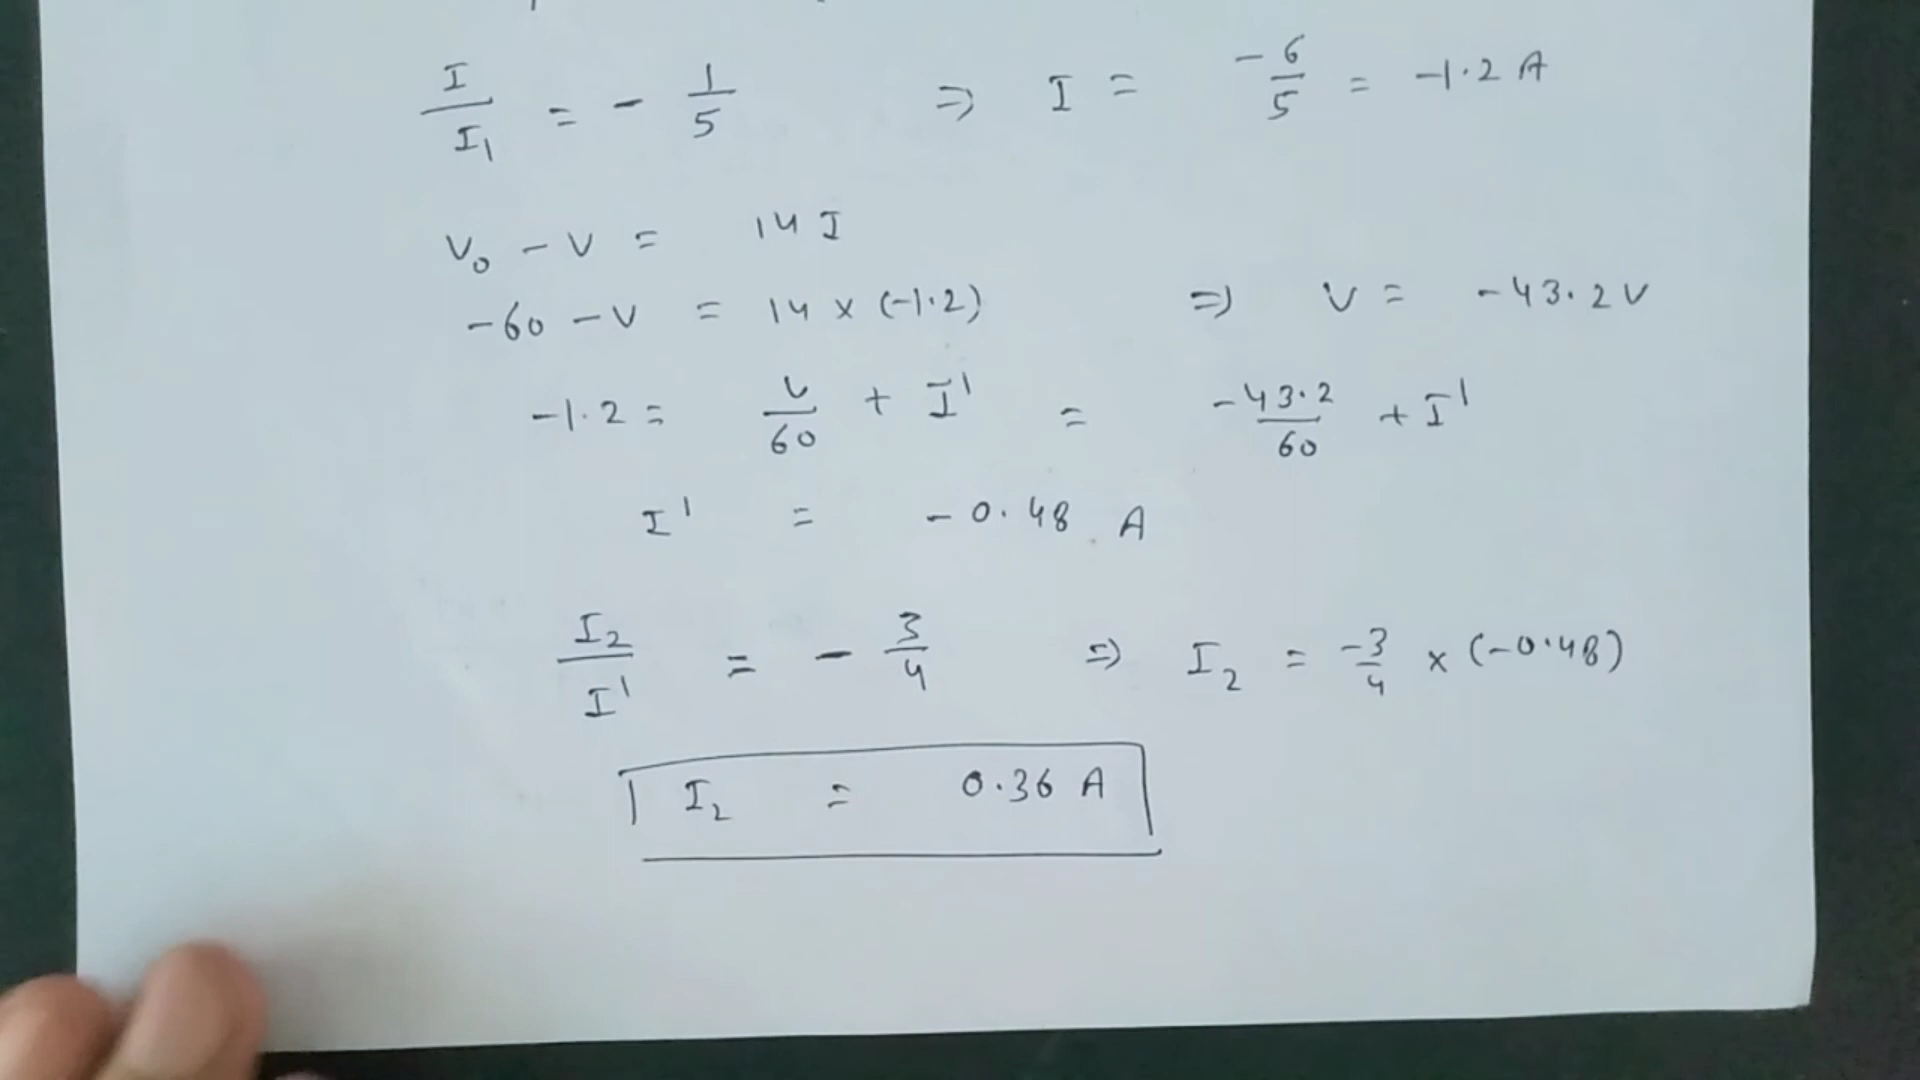 I/I₁ = - 1/5 ⇒ I = -6/5 = -1.2 A
V₀ - V = 14 I
-60 - V = 14 x (-1.2) ⇒ V = -43.2 V
-1.2 = V/60 + I' = -43.2/60 + I'
I' = -0.48 A
I₂/I' = - 3/4 ⇒ I₂ = -3/4 x (-0.48)
I₂ = 0.36 A